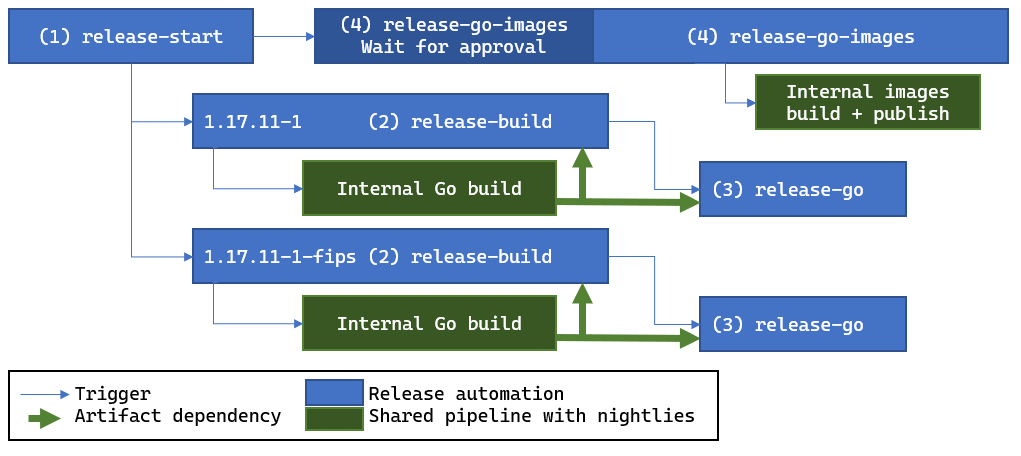 (1) release-start
(4) release-go-images
Wait for approval
(4) release-go-images
Internal images
build + publish
1.17.11-1 (2) release-build
Internal Go build
(3) release-go
1.17.11-1-fips (2) release-build
Internal Go build
(3) release-go
Trigger
Release automation
Artifact dependency
Shared pipeline with nightlies